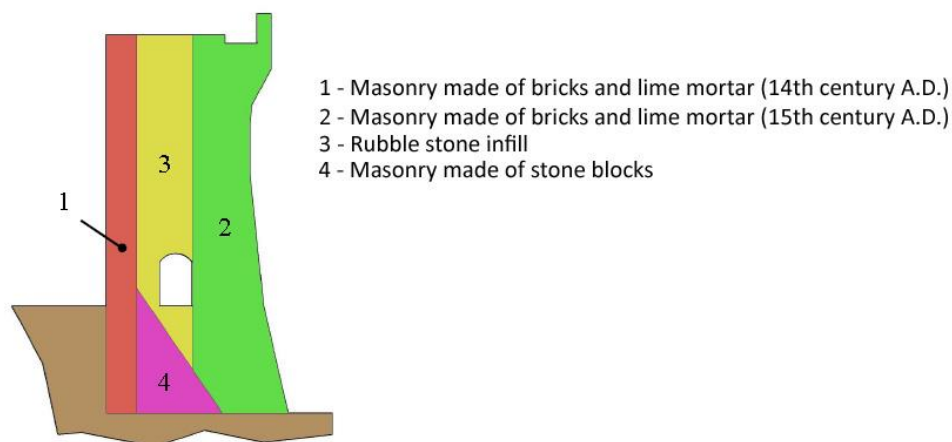 1 - Masonry made of bricks and lime mortar (14th century A.D.)
2 - Masonry made of bricks and lime mortar (15th century A.D.)
3 - Rubble stone infill
4 - Masonry made of stone blocks
3
1
2
4